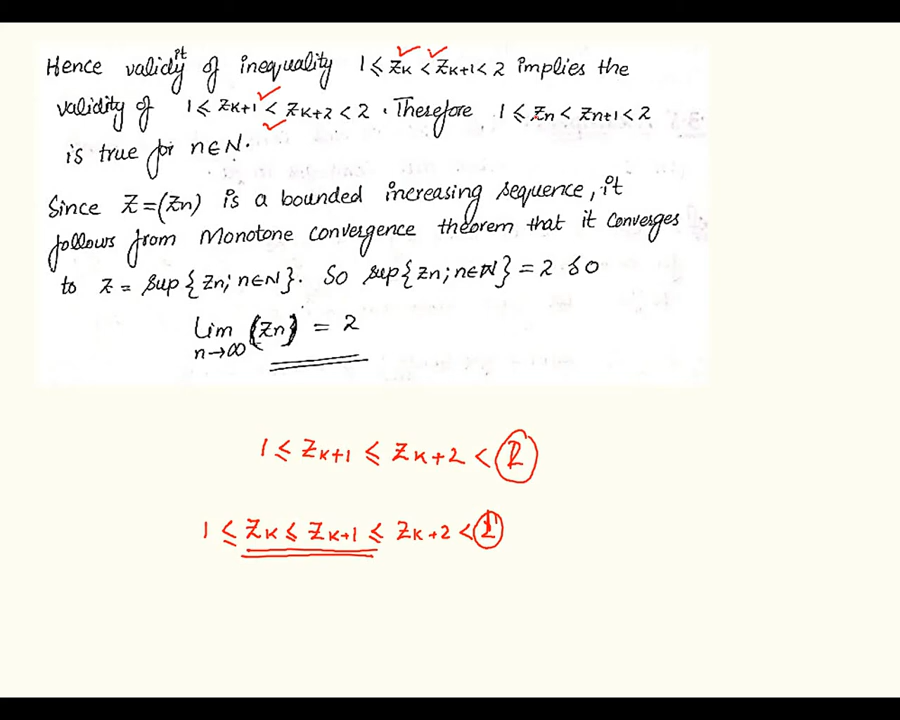 Hence validity of inequality 1 ≤ zk < zk+1 < 2 implies the
validity of 1 ≤ zk+1 < zk+2 < 2 . Therefore 1 ≤ zn < zn+1 < 2
is true for n∈N.
Since Z=(zn) is a bounded increasing sequence, it
follows from Monotone convergence theorem that it converges
to z = sup{zn; n∈N}. So sup{zn; n∈N} = 2 so
Lim (zn) = 2
n→∞
1 ≤ zk+1 ≤ zk+2 < 2
1 ≤ zk ≤ zk+1 ≤ zk+2 < 2